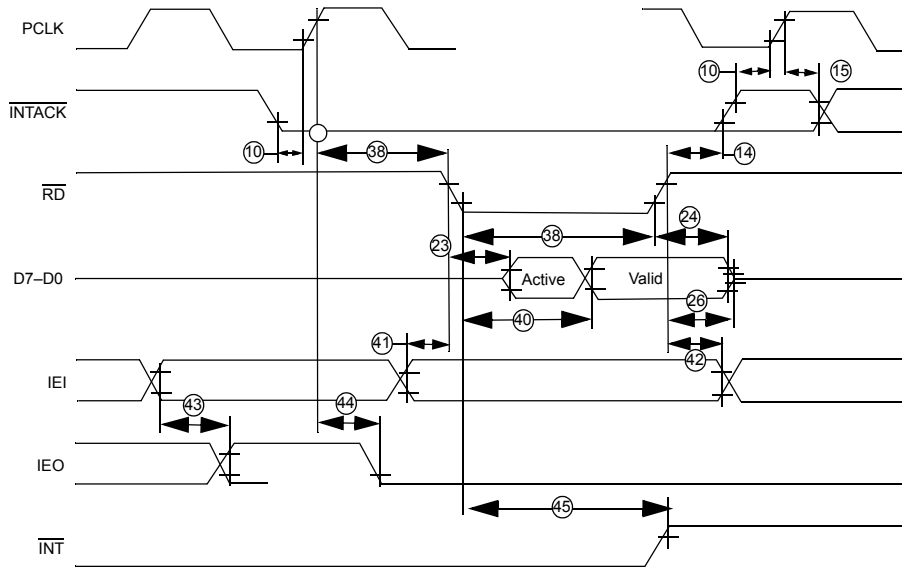 PCLK
10
15
INTACK
10
38
14
RD
24
23
38
D7–D0
Active
Valid
26
40
41
42
IEI
43
44
IEO
45
INT